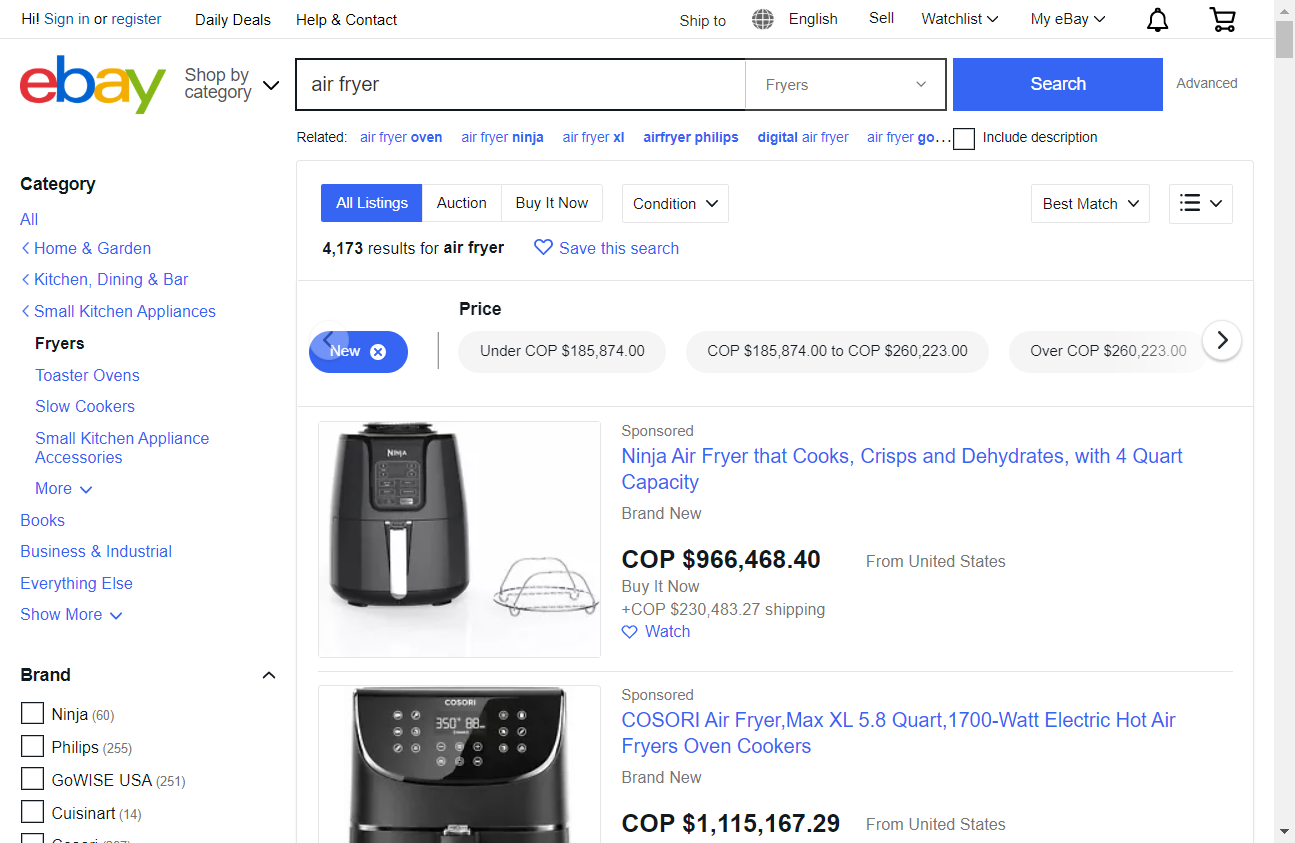 Hi! Sign in or register
Daily Deals
Help & Contact
Ship to
English
Sell
Watchlist
My eBay
ebay
Shop by
category
air fryer
Fryers
Search
Advanced
Related: air fryer oven air fryer ninja air fryer xl airfryer philips digital air fryer air fryer go...
Include description
Category
All
Home & Garden
Kitchen, Dining & Bar
Small Kitchen Appliances
Fryers
Toaster Ovens
Slow Cookers
Small Kitchen Appliance
Accessories
More
Books
Business & Industrial
Everything Else
Show More
Brand
Ninja (60)
Philips (255)
GoWISE USA (251)
Cuisinart (14)
All Listings
Auction
Buy It Now
Condition
Best Match
4,173 results for air fryer
Save this search
Price
New
Under COP $185,874.00
COP $185,874.00 to COP $260,223.00
Over COP $260,223.00
NINJA
Sponsored
Ninja Air Fryer that Cooks, Crisps and Dehydrates, with 4 Quart
Capacity
Brand New
COP $966,468.40
From United States
Buy It Now
+COP $230,483.27 shipping
Watch
COSORI
350° 88
Sponsored
COSORI Air Fryer,Max XL 5.8 Quart,1700-Watt Electric Hot Air
Fryers Oven Cookers
Brand New
COP $1,115,167.29
From United States